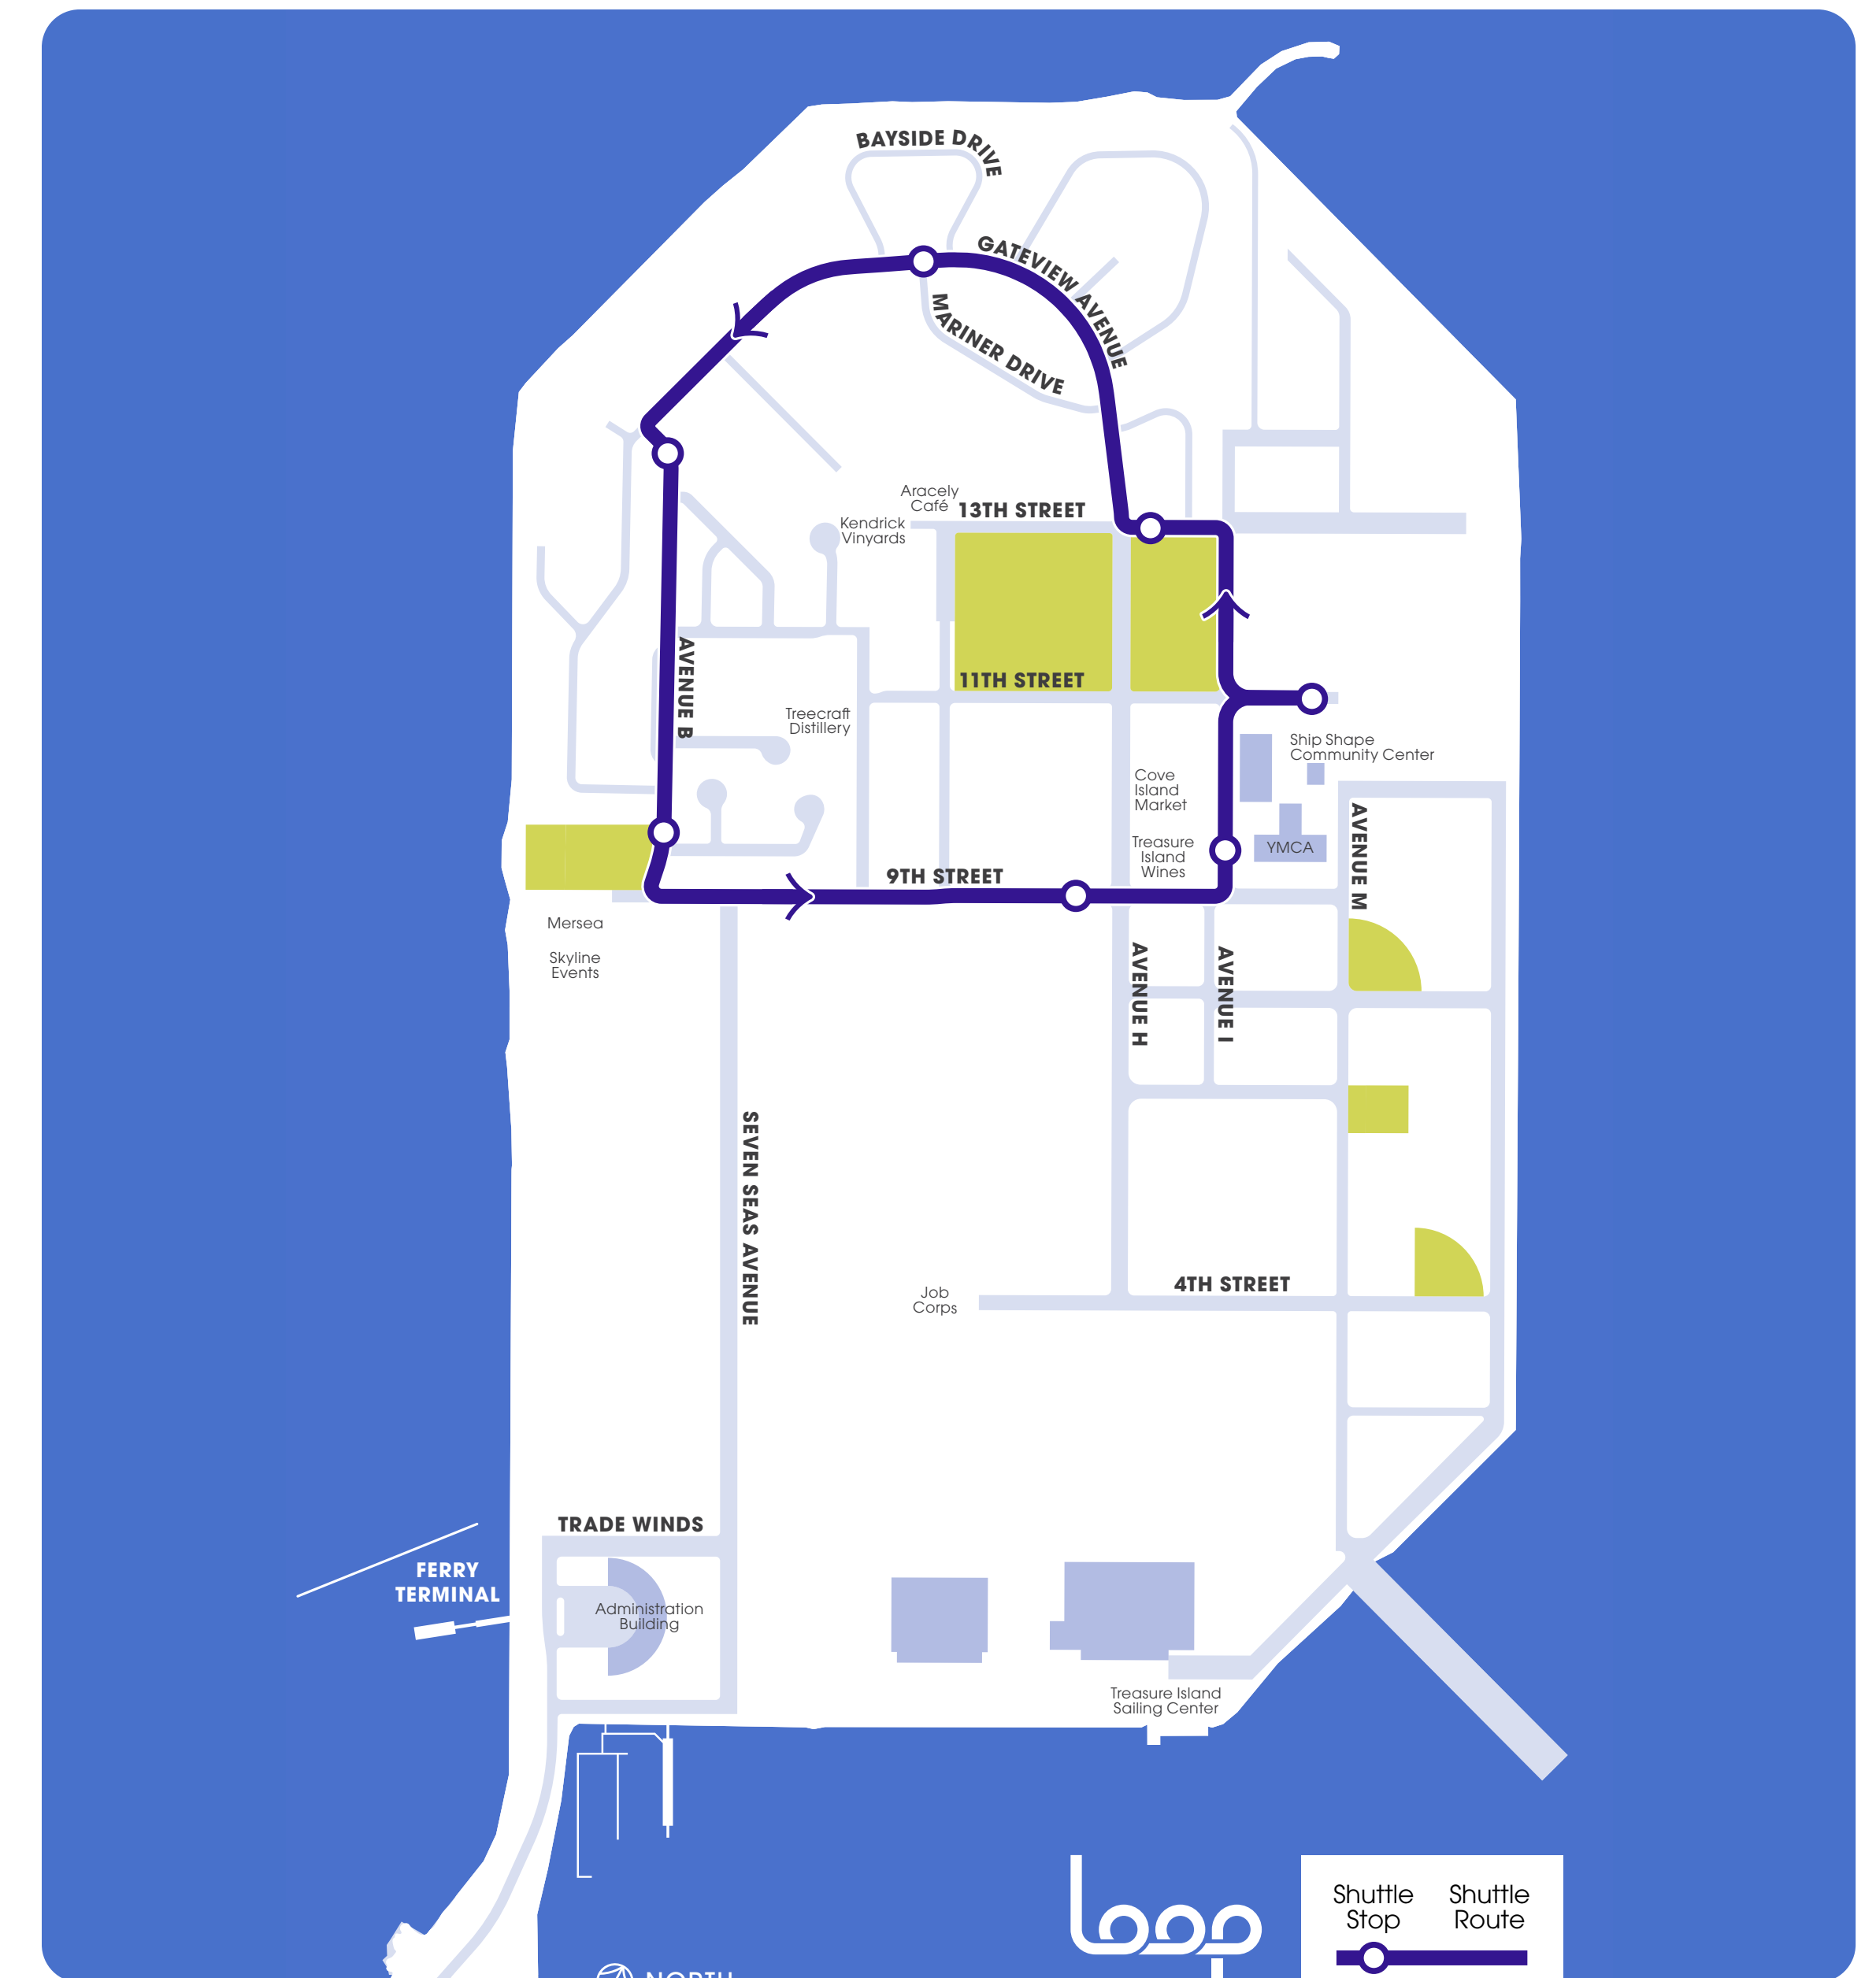 BAYSIDE DRIVE
GATEVIEW AVENUE
MARINER DRIVE
Aracely
Café
13TH STREET
Kendrick
Vinyards
AVENUE B
11TH STREET
Treecraft
Distillery
Ship Shape
Community Center
Cove
Island
Market
AVENUE M
Treasure
Island
Wines
YMCA
9TH STREET
Mersea
Skyline
Events
AVENUE H
AVENUE I
SEVEN SEAS AVENUE
4TH STREET
Job
Corps
TRADE WINDS
FERRY
TERMINAL
Administration
Building
Treasure Island
Sailing Center
loop
Shuttle
Stop
Shuttle
Route
NORTH